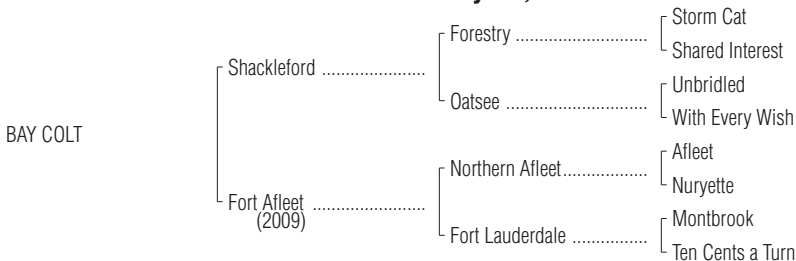 Storm Cat
Forestry ............................
Shared Interest
Shackleford ......................
Unbridled
Oatsee ..............................
With Every Wish
BAY COLT
Afleet
Northern Afleet..................
Nuryette
Fort Afleet ........................
(2009)
Montbrook
Fort Lauderdale ................
Ten Cents a Turn